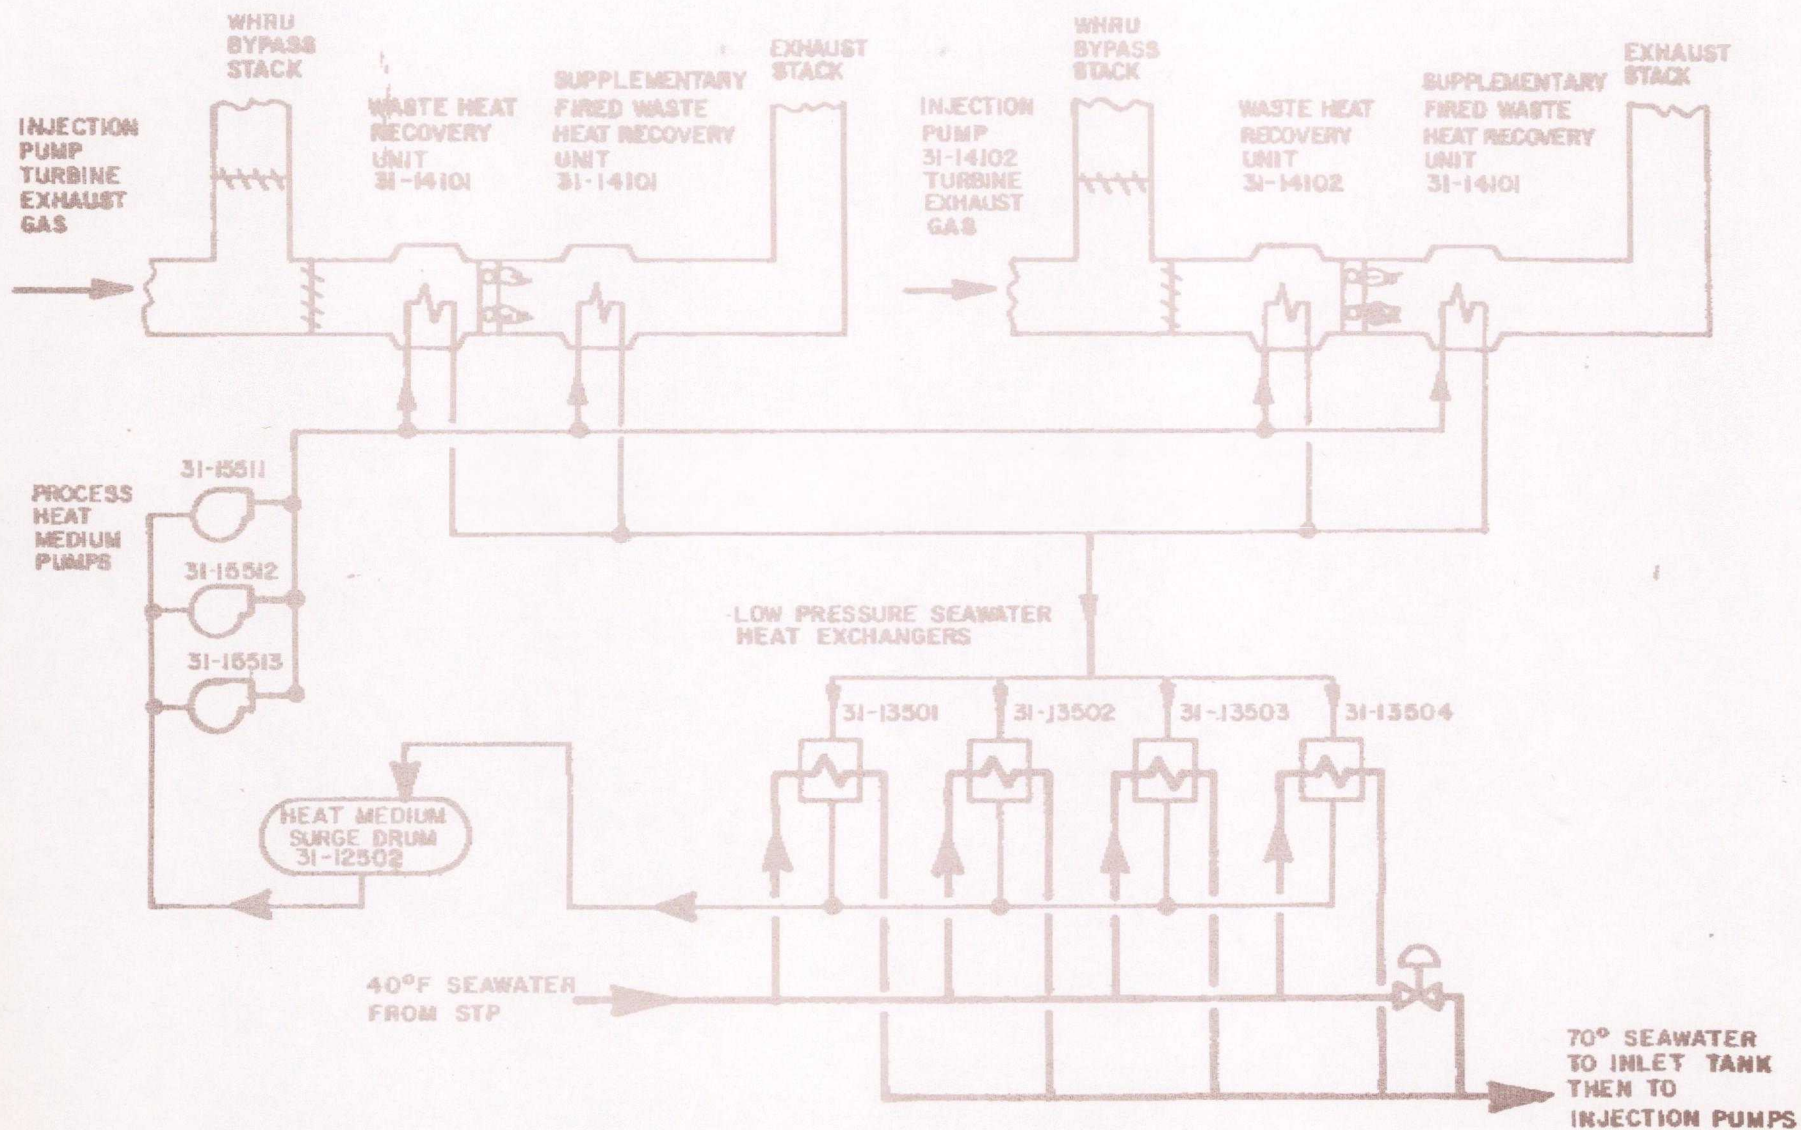 WHRU
BYPASS
STACK
EXHAUST
STACK
WASTE HEAT
RECOVERY
UNIT
31-14101
SUPPLEMENTARY
FIRED WASTE
HEAT RECOVERY
UNIT
31-14101
INJECTION
PUMP
TURBINE
EXHAUST
GAS
WHRU
BYPASS
STACK
EXHAUST
STACK
INJECTION
PUMP
31-14102
TURBINE
EXHAUST
GAS
WASTE HEAT
RECOVERY
UNIT
31-14102
SUPPLEMENTARY
FIRED WASTE
HEAT RECOVERY
UNIT
31-14101
PROCESS
HEAT
MEDIUM
PUMPS
31-15511
31-15512
31-15513
LOW PRESSURE SEAWATER
HEAT EXCHANGERS
31-13501
31-13502
31-13503
31-13504
HEAT MEDIUM
SURGE DRUM
31-12502
40°F SEAWATER
FROM STP
70° SEAWATER
TO INLET TANK
THEN TO
INJECTION PUMPS